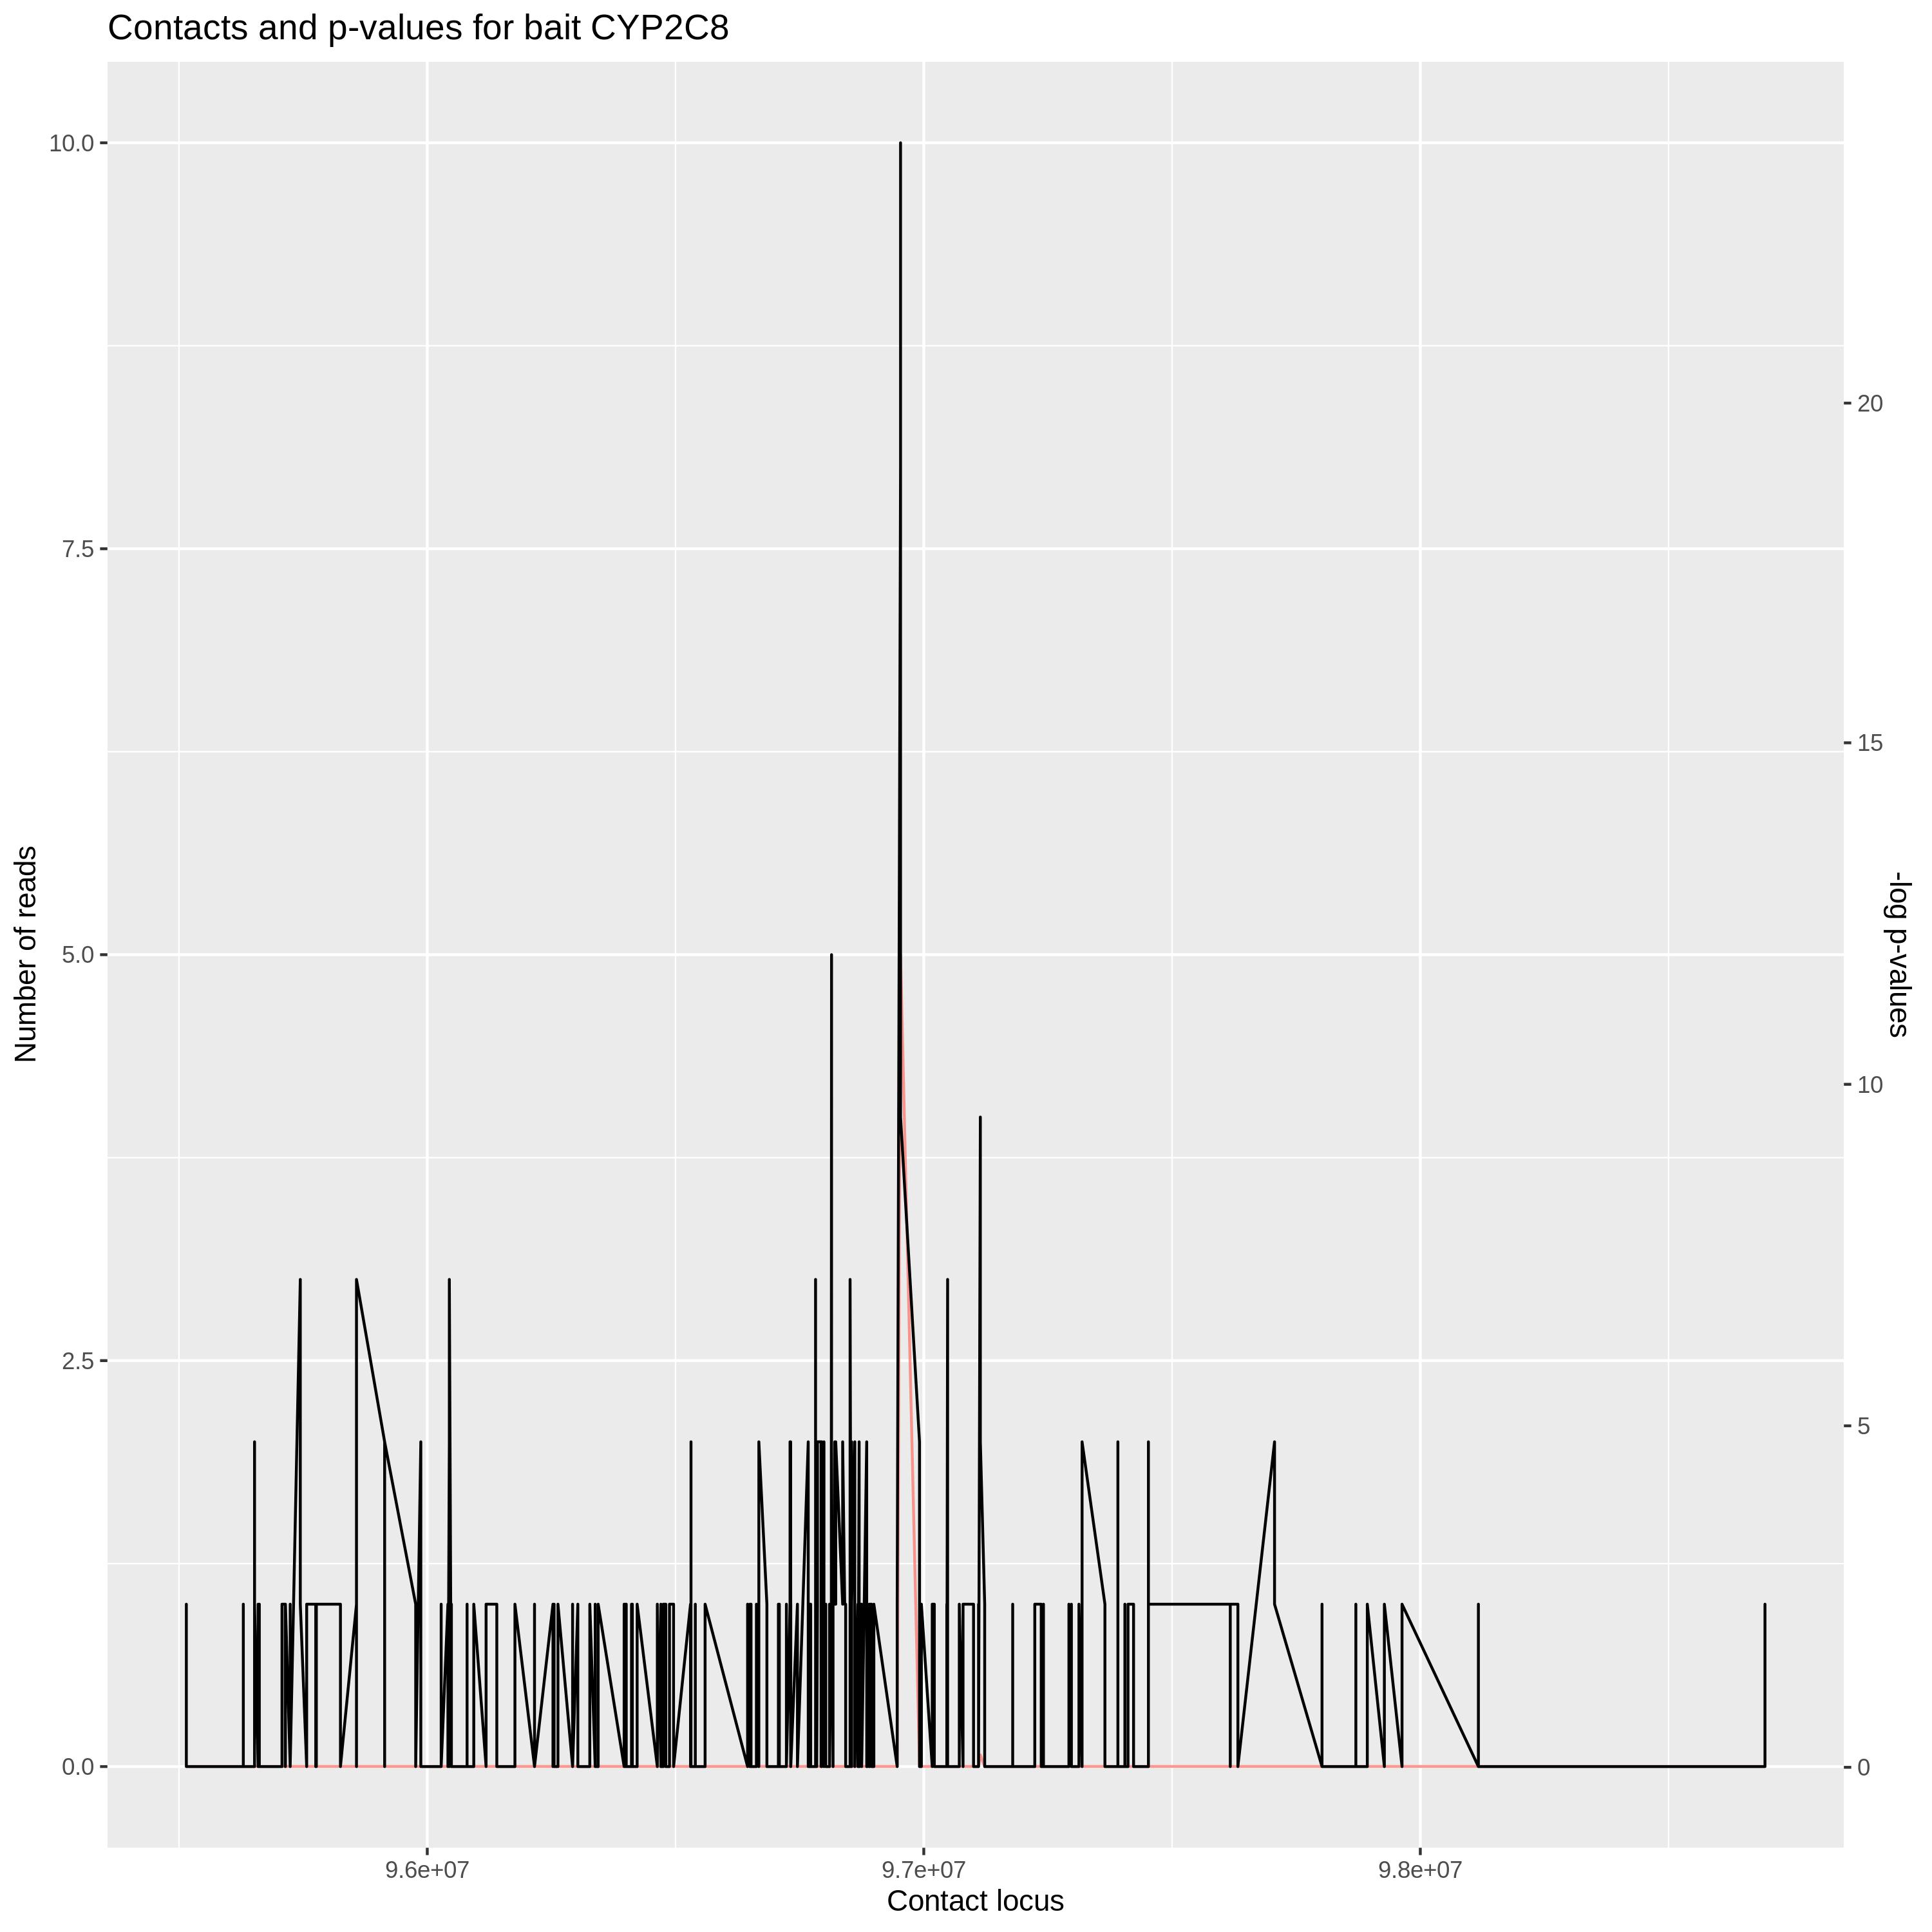 Contacts and p-values for bait CYP2C8
10.0
7.5
5.0
2.5
0.0
Number of reads
20
15
10
5
0
-log p-values
9.6e+07 9.7e+07 9.8e+07
Contact locus